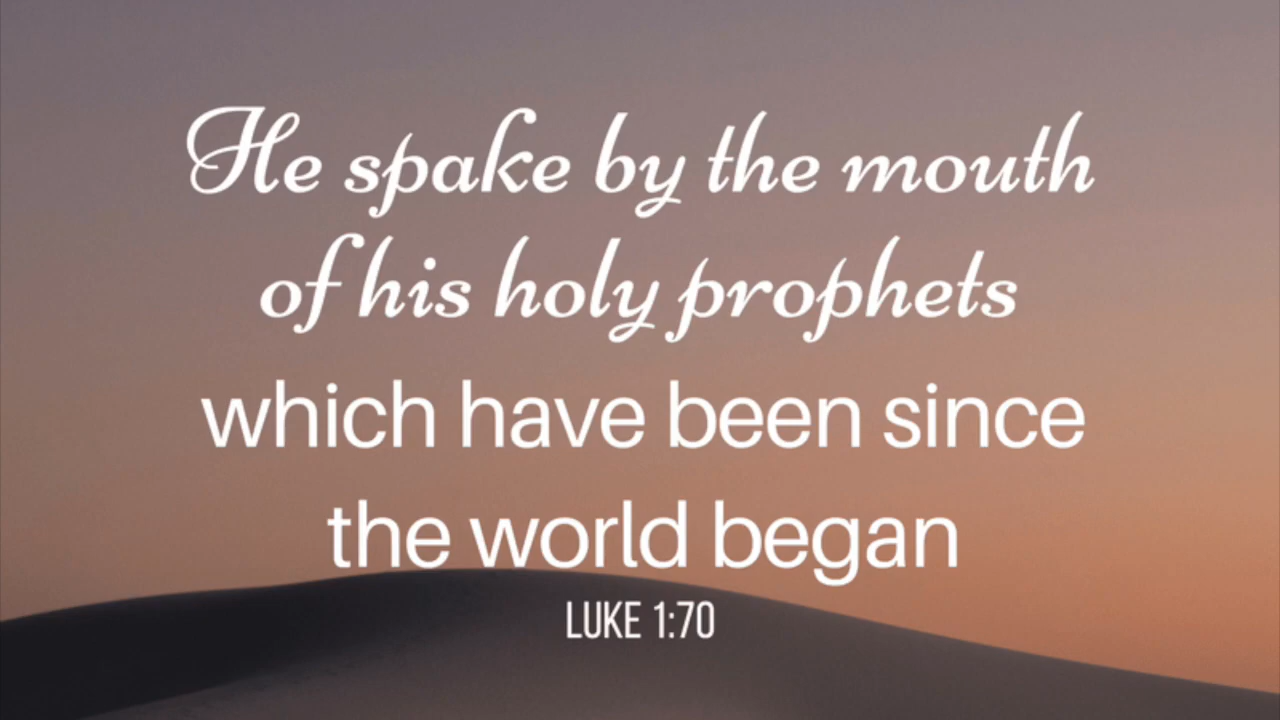 He spake by the mouth
of his holy prophets
which have been since
the world began
LUKE 1:70